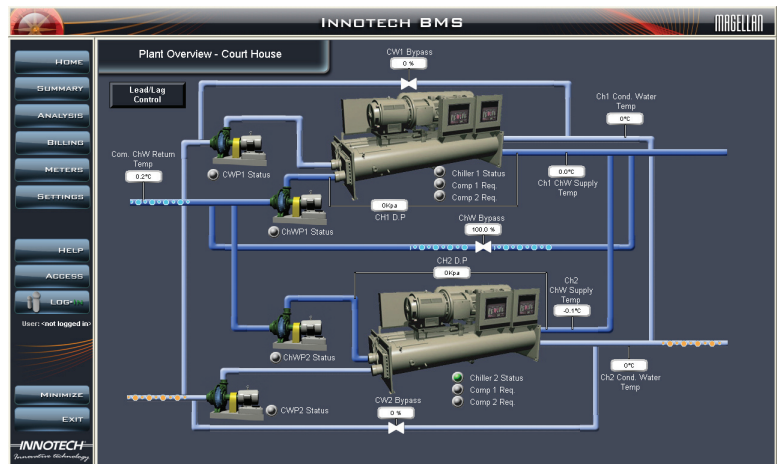 INNOTECH BMS
MAGELLAN
HOME
SUMMARY
ANALYSIS
BILLING
METERS
SETTINGS
HELP
ACCESS
LOG-IN
User: <not logged in>
MINIMIZE
EXIT
INNOTECH
Innovative technology
Plant Overview - Court House
Lead/Lag
Control
CW1 Bypass
0 %
Ch1 Cond. Water
Temp
0°C
Com. ChW Return
Temp
0.2°C
CWP1 Status
Chiller 1 Status
Comp 1 Req.
Comp 2 Req.
0.0°C
Ch1 ChW Supply
Temp
0Kpa
CH1 D.P
ChWP1 Status
ChW Bypass
100.0 %
CH2 D.P
0Kpa
Ch2
ChW Supply
Temp
-0.1°C
ChWP2 Status
Chiller 2 Status
Comp 1 Req.
Comp 2 Req.
0°C
Ch2 Cond. Water
Temp
CWP2 Status
CW2 Bypass
0 %